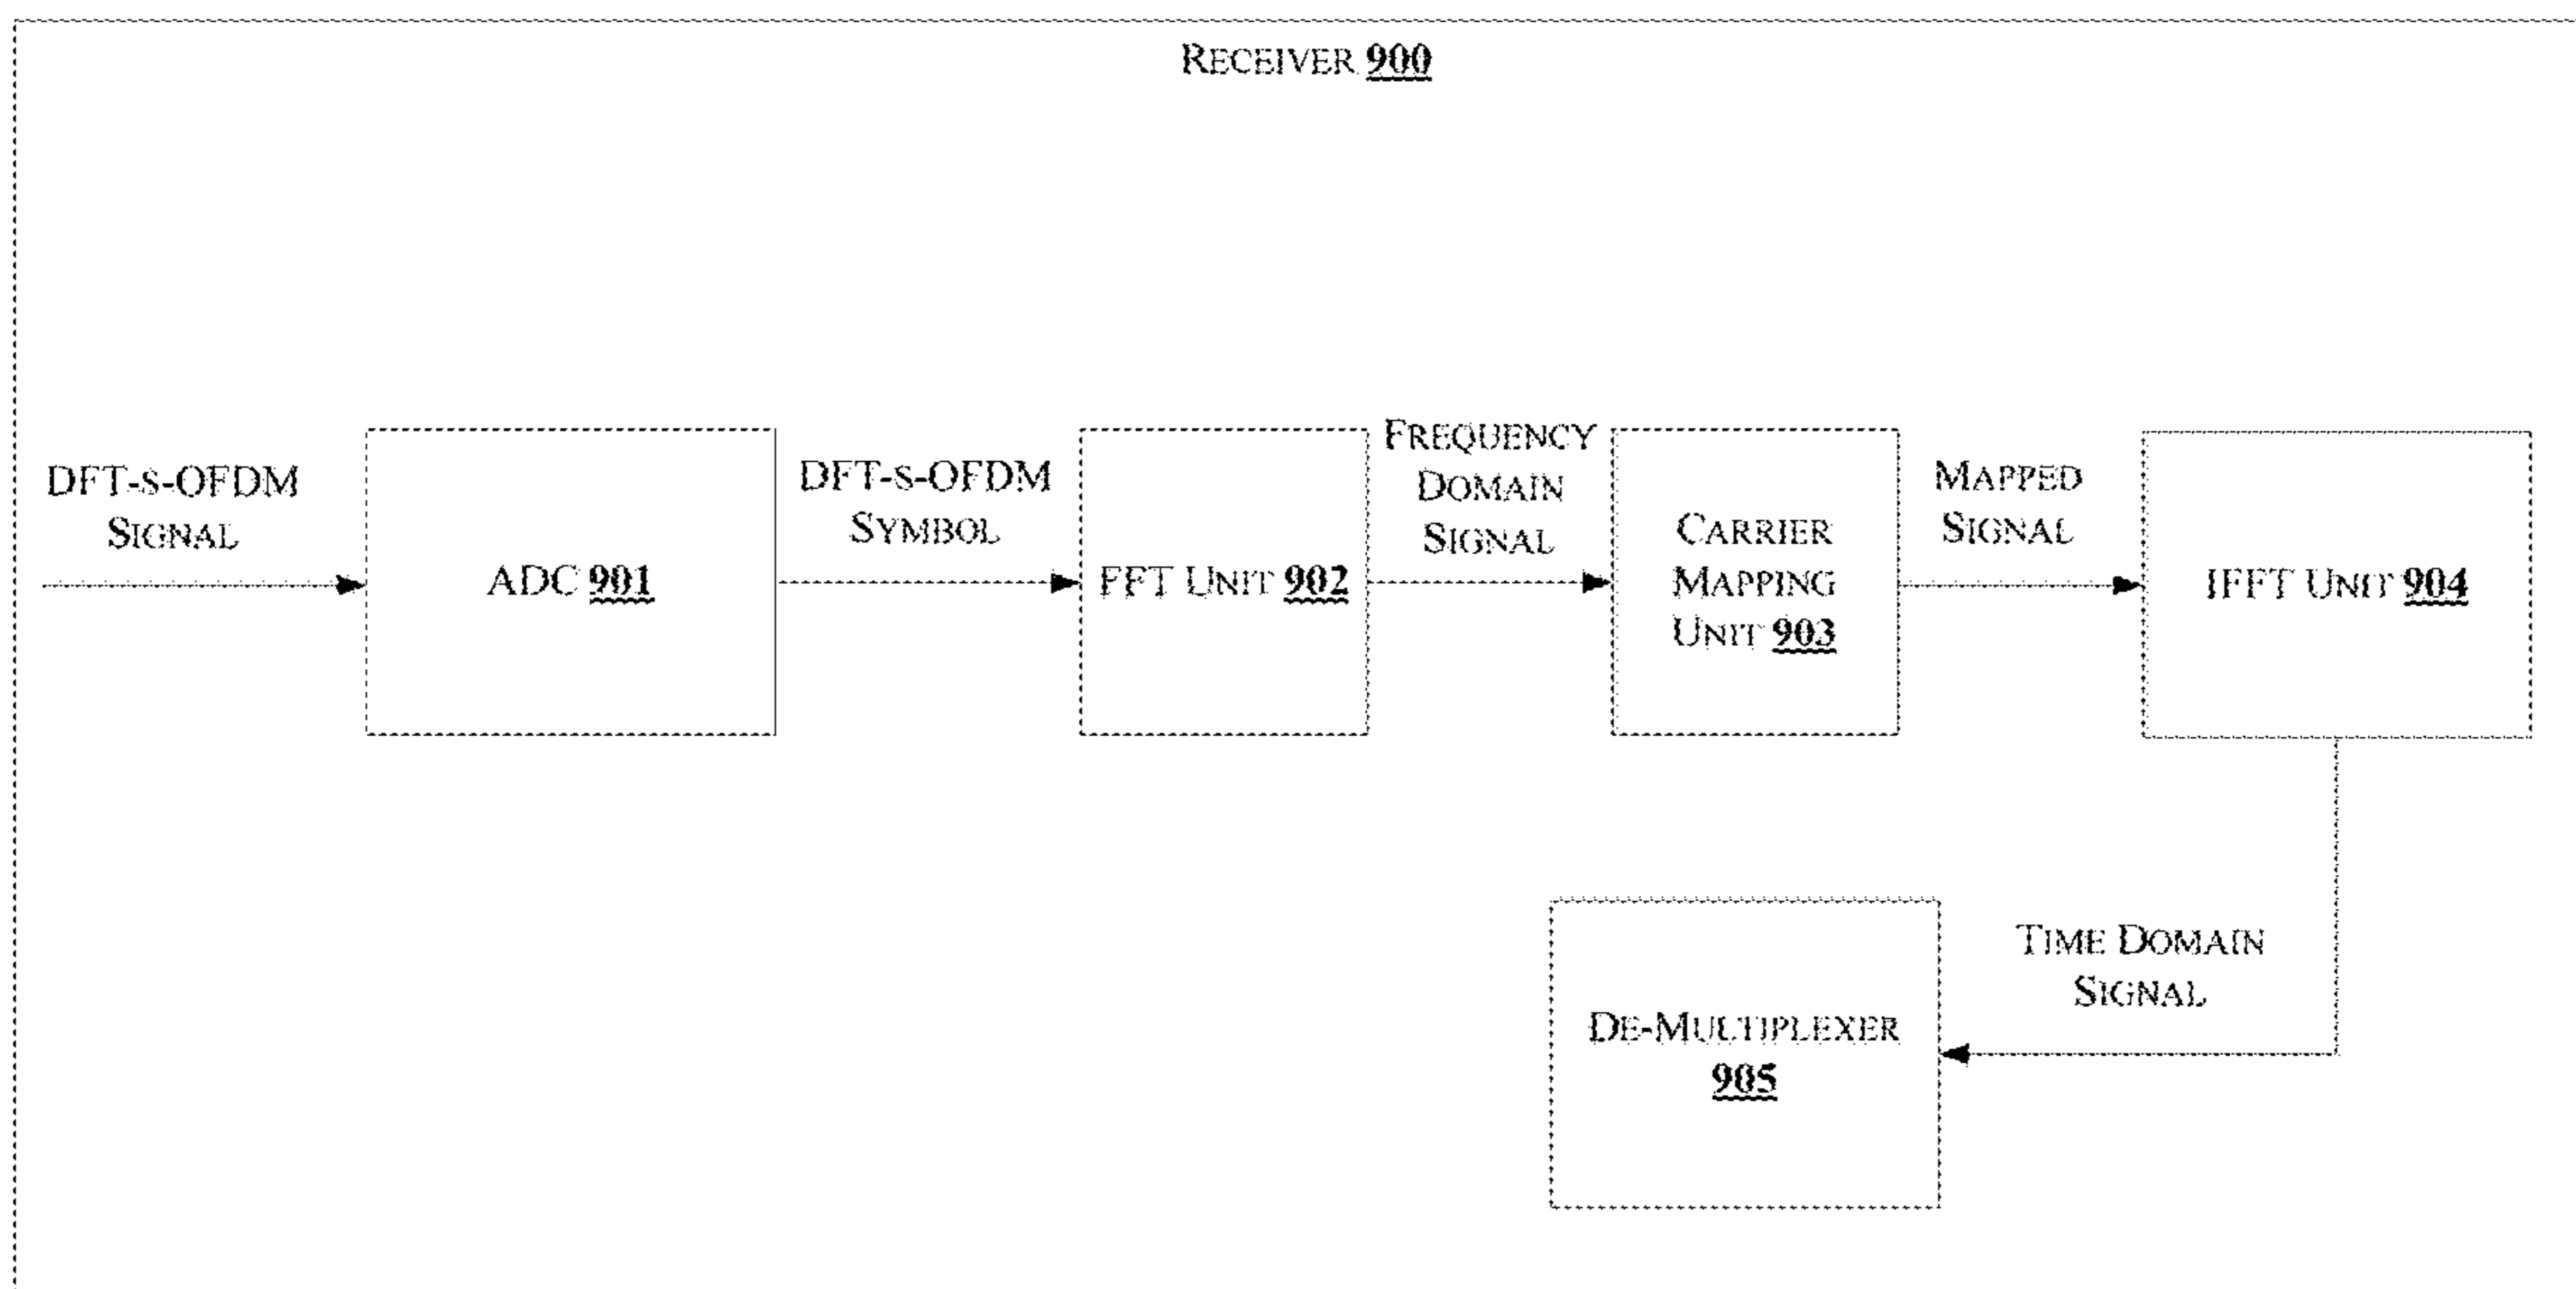 RECEIVER 900
DFT-S-OFDM
SIGNAL
ADC 901
DFT-S-OFDM
SYMBOL
FFT UNIT 902
FREQUENCY
DOMAIN
SIGNAL
CARRIER
MAPPING
UNIT 903
MAPPED
SIGNAL
IFFT UNIT 904
TIME DOMAIN
SIGNAL
DE-MULTIPLEXER
905